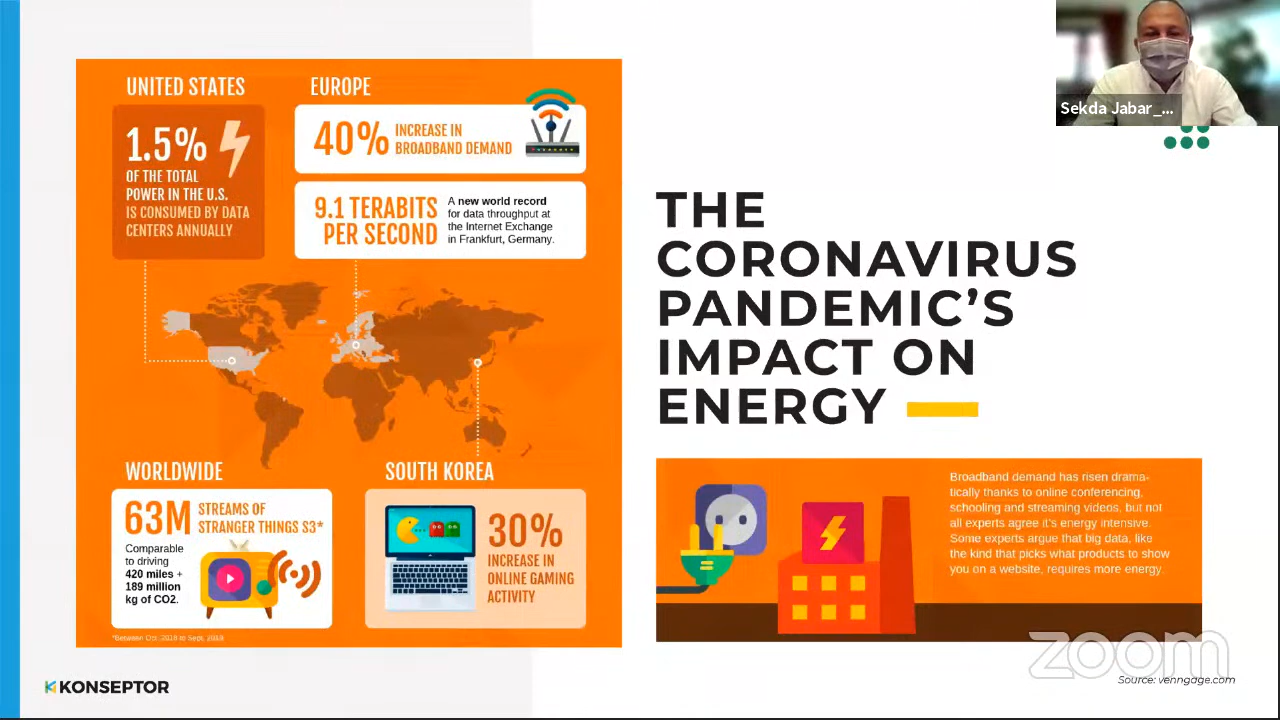 UNITED STATES
1.5%
OF THE TOTAL
POWER IN THE U.S.
IS CONSUMED BY DATA
CENTERS ANNUALLY
EUROPE
40%
INCREASE IN
BROADBAND DEMAND
9.1 TERABITS
PER SECOND
A new world record
for data throughput at
the Internet Exchange
in Frankfurt, Germany.
WORLDWIDE
63M
STREAMS OF
STRANGER THINGS S3*
Comparable
to driving
420 miles +
189 million
kg of CO2.
SOUTH KOREA
30%
INCREASE IN
ONLINE GAMING
ACTIVITY
KONSEPTOR
Sekda Jabar_...
THE
CORONAVIRUS
PANDEMIC'S
IMPACT ON
ENERGY
Broadband demand has risen drama-
tically thanks to online conferencing,
schooling and streaming videos, but not
all experts agree it's energy intensive.
Some experts argue that big data, like
the kind that picks what products to show
you on a website, requires more energy.
zoom
Source: venngage.com